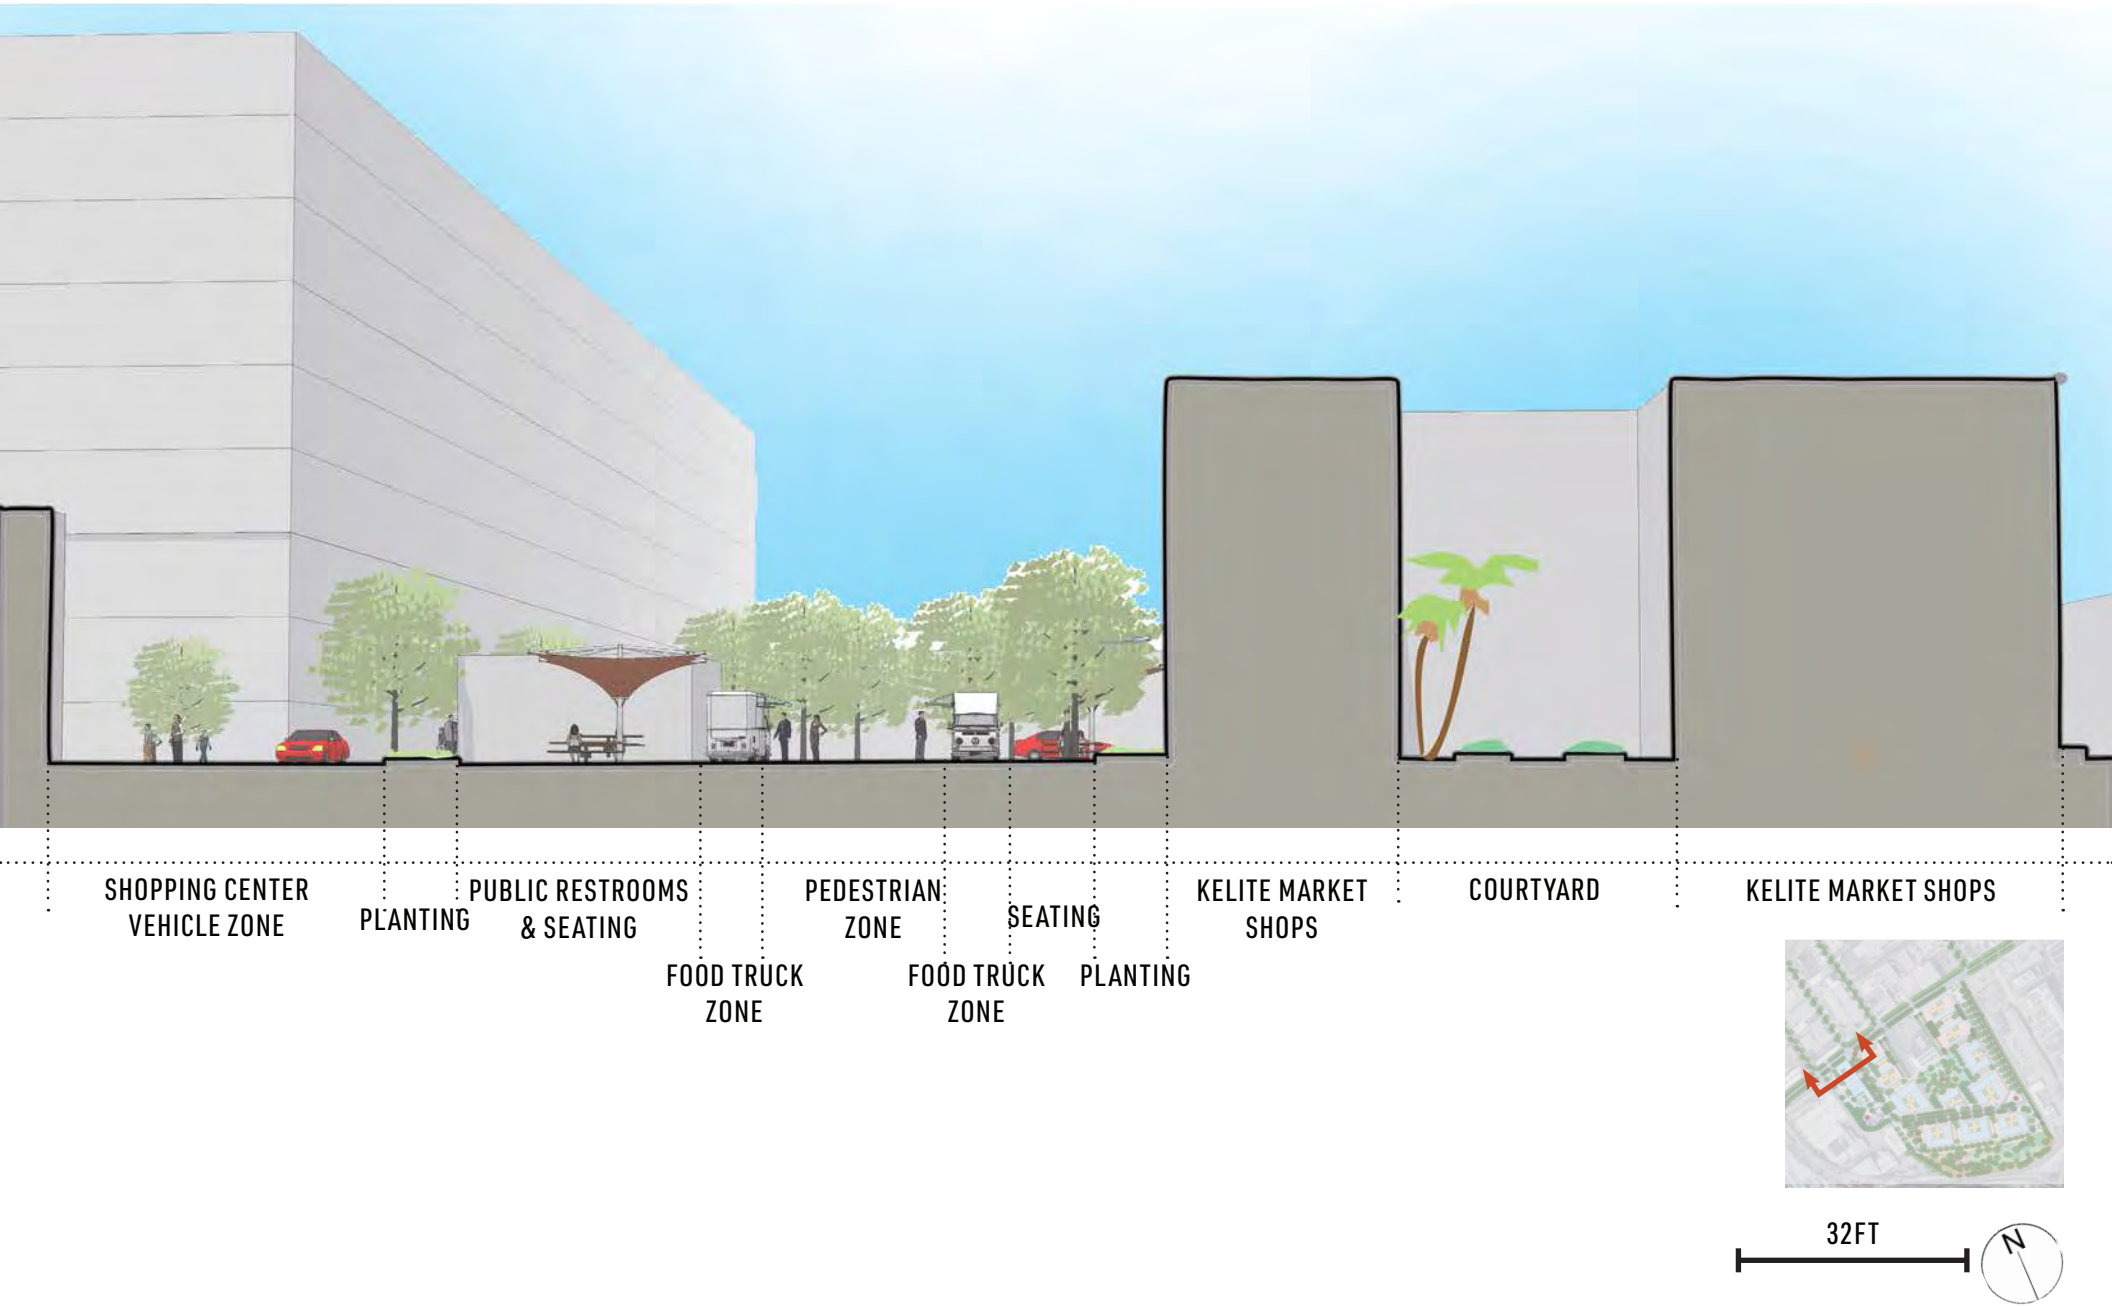 SHOPPING CENTER
VEHICLE ZONE
PLANTING
PUBLIC RESTROOMS
& SEATING
FOOD TRUCK
ZONE
PEDESTRIAN
ZONE
FOOD TRUCK
ZONE
SEATING
PLANTING
KELITE MARKET
SHOPS
COURTYARD
KELITE MARKET SHOPS
32FT
N